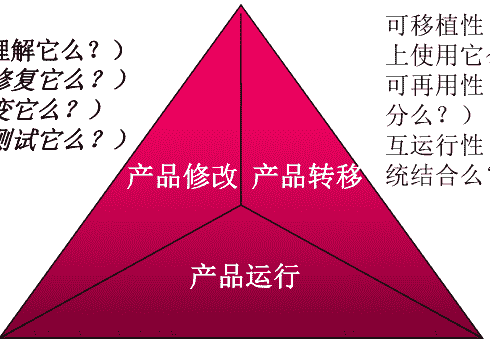 理解它么？）
修复它么？）
变它么？）
测试它么？）
可移植性
上使用它
可再用性
分么？）
互运行性
统结合么
产品修改
产品转移
产品运行